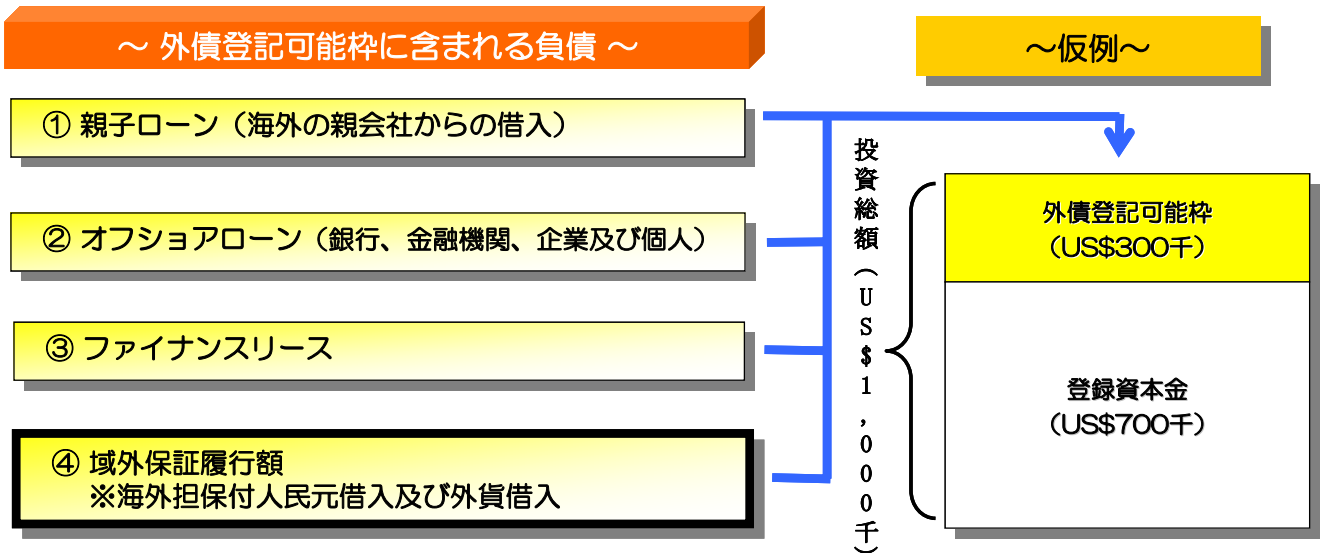 ～ 外債登記可能枠に含まれる負債 ～
① 親子ローン（海外の親会社からの借入）
② オフショアローン（銀行、金融機関、企業及び個人）
③ ファイナンスリース
④ 域外保証履行額
※海外担保付人民元借入及び外貨借入
～仮例～
投資総額（US$1,000千）
外債登記可能枠
（US$300千）
登録資本金
（US$700千）